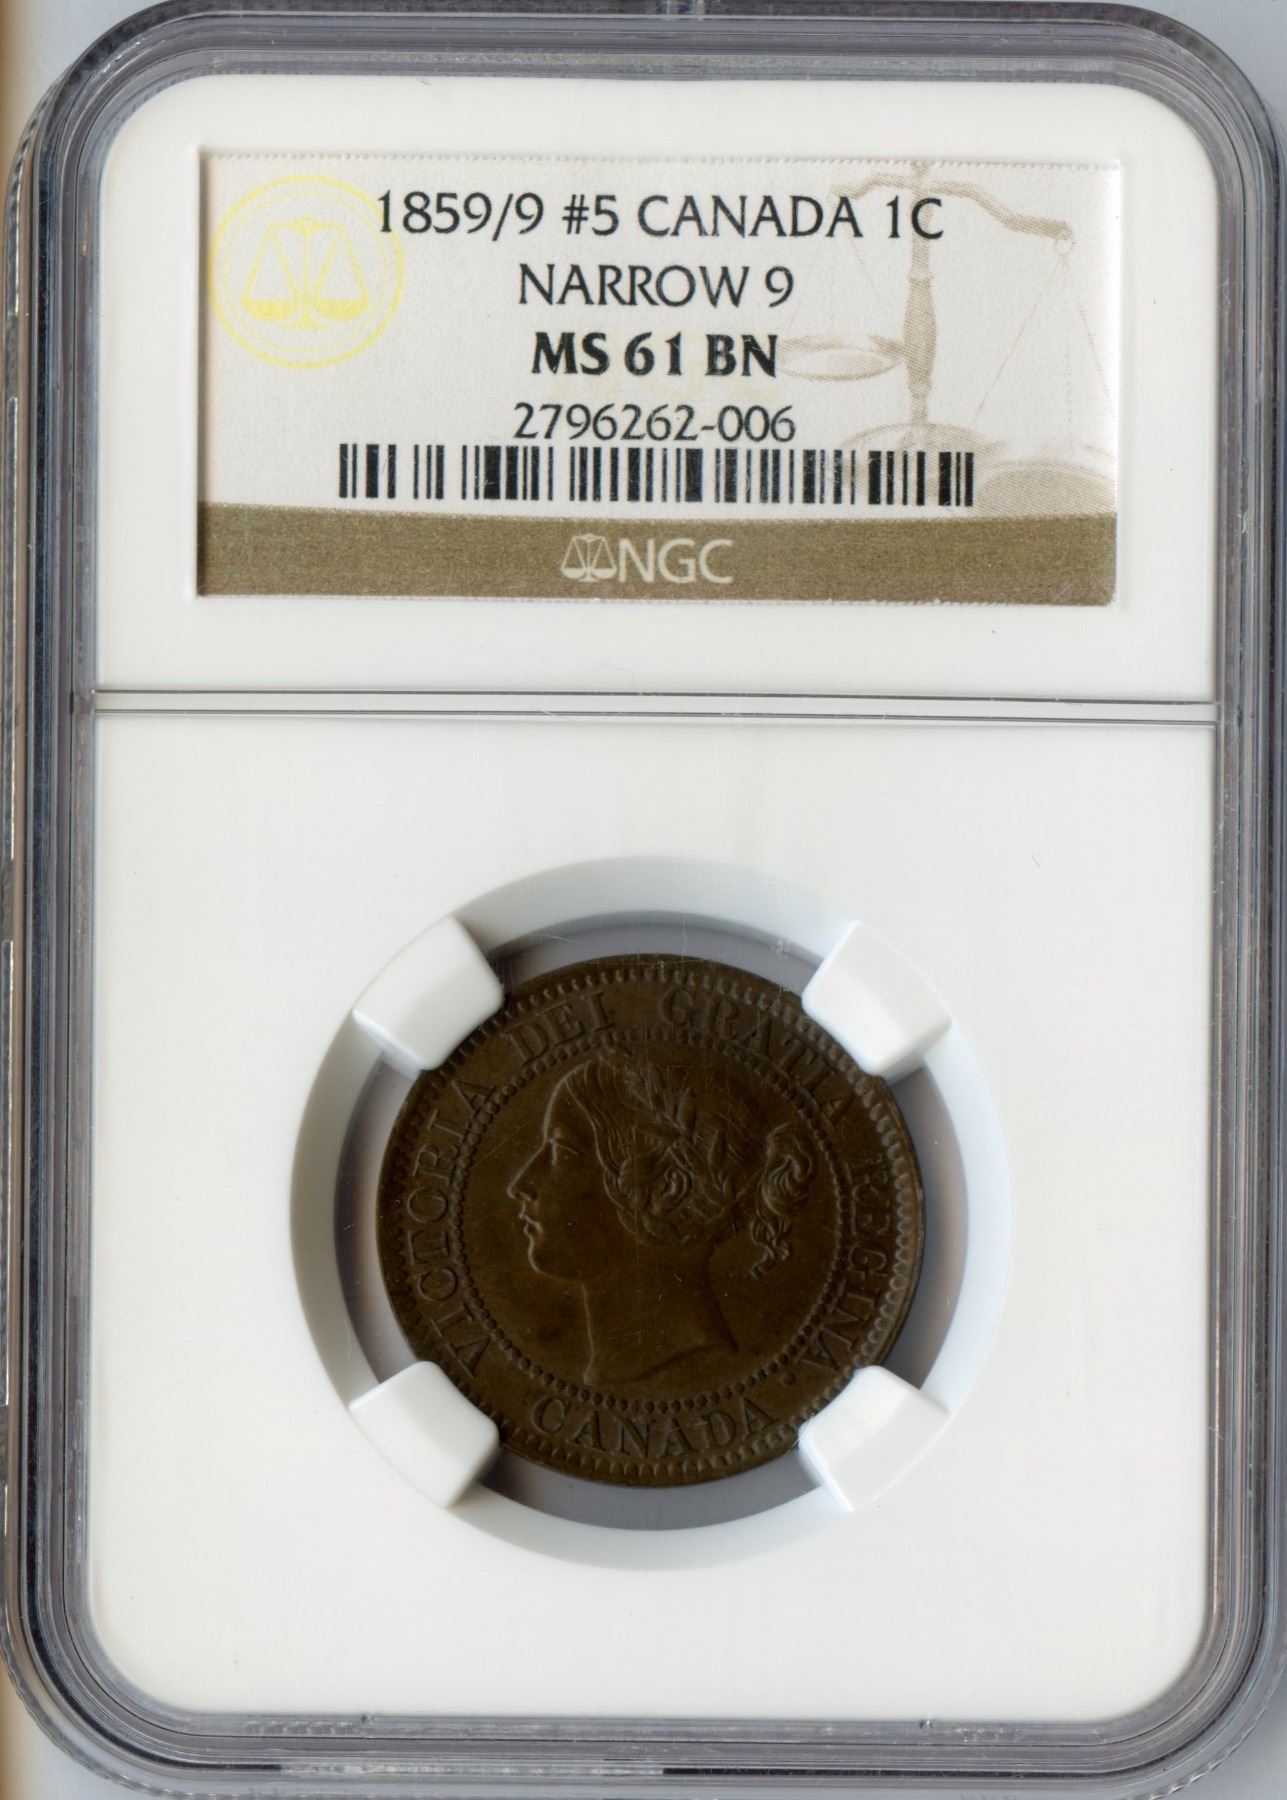 1859/9 #5 CANADA 1C
NARROW 9
MS 61 BN
2796262-006
NGC
VICTORIA DEI GRATIA REGINA.
CANADA